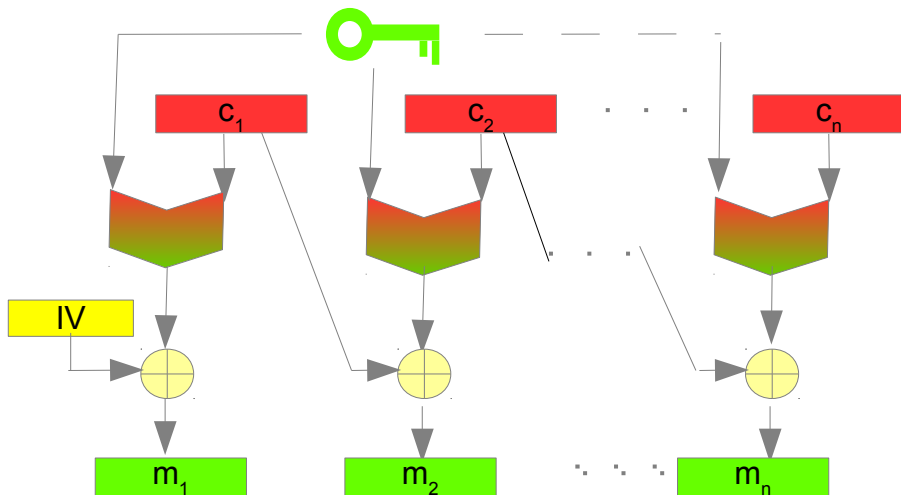 c₁ c₂ . . . cₙ
. . .
IV
m₁ m₂ mₙ